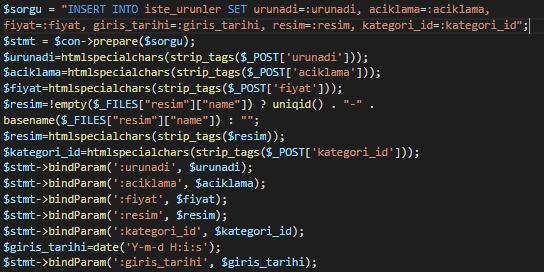 $sorgu = "INSERT INTO iste_urunler SET urunadi=:urunadi, aciklama=:aciklama,
fiyat=:fiyat, giris_tarihi=:giris_tarihi, resim=:resim, kategori_id=:kategori_id";
$stmt = $con->prepare($sorgu);
$urunadi=htmlspecialchars(strip_tags($_POST['urunadi']));
$aciklama=htmlspecialchars(strip_tags($_POST['aciklama']));
$fiyat=htmlspecialchars(strip_tags($_POST['fiyat']));
$resim=!empty($_FILES["resim"]["name"]) ? uniqid() . "-" .
basename($_FILES["resim"]["name"]) : "";
$resim=htmlspecialchars(strip_tags($resim));
$kategori_id=htmlspecialchars(strip_tags($_POST['kategori_id']));
$stmt->bindParam(':urunadi', $urunadi);
$stmt->bindParam(':aciklama', $aciklama);
$stmt->bindParam(':fiyat', $fiyat);
$stmt->bindParam(':resim', $resim);
$stmt->bindParam(':kategori_id', $kategori_id);
$giris_tarihi=date('Y-m-d H:i:s');
$stmt->bindParam(':giris_tarihi', $giris_tarihi);